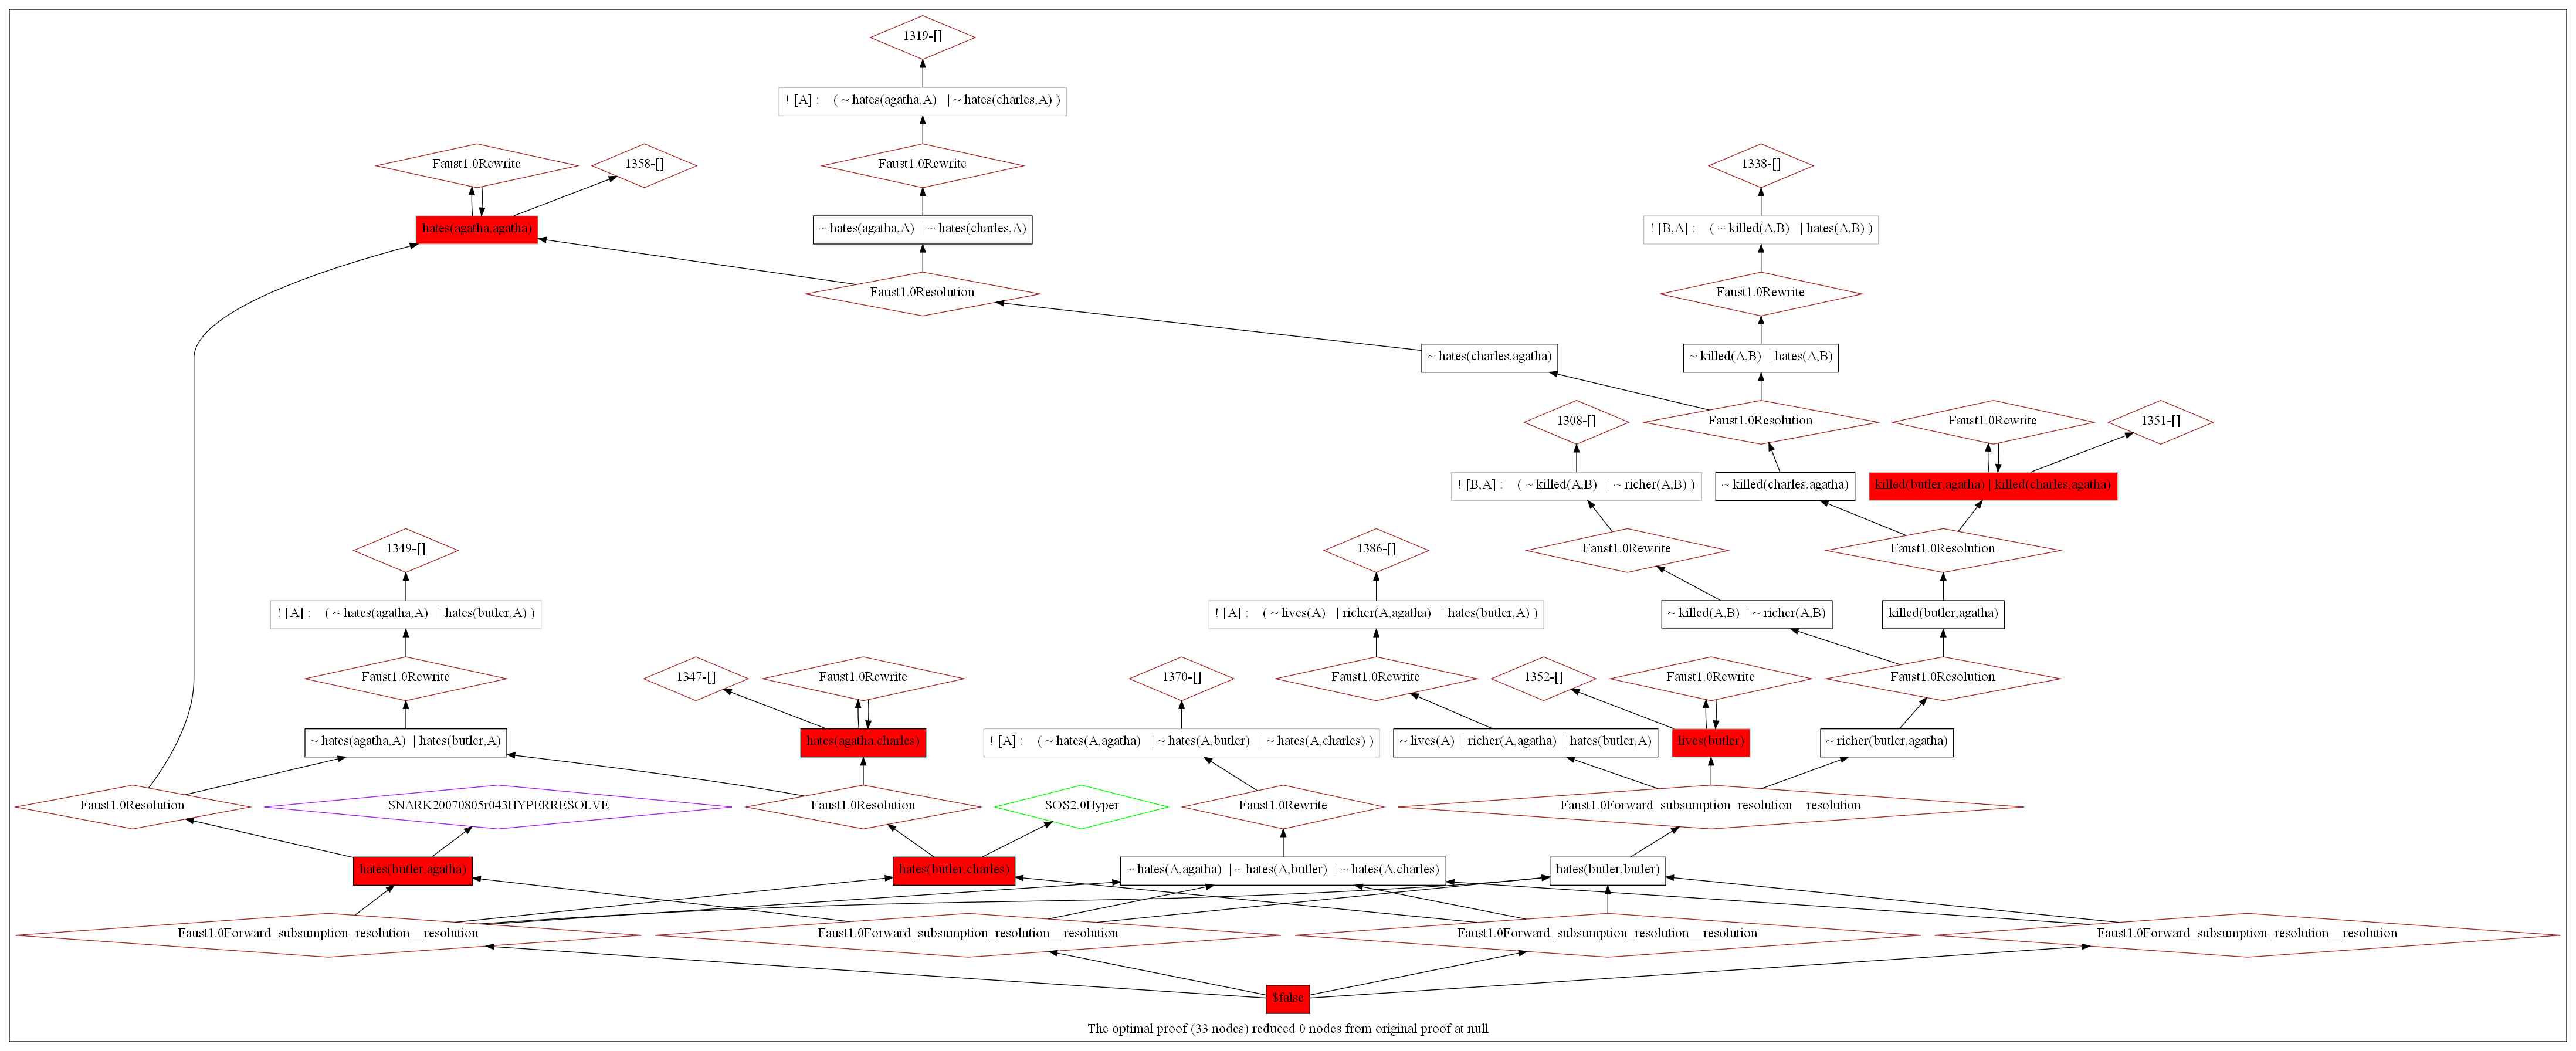 1319-[]
! [A] : ( ~ hates(agatha,A) | ~ hates(charles,A) )
Faust1.0Rewrite
1358-[]
Faust1.0Rewrite
1338-[]
hates(agatha,agatha)
~ hates(agatha,A) | ~ hates(charles,A)
! [B,A] : ( ~ killed(A,B) | hates(A,B) )
Faust1.0Resolution
Faust1.0Rewrite
~ hates(charles,agatha)
~ killed(A,B) | hates(A,B)
1308-[]
Faust1.0Resolution
Faust1.0Rewrite
1351-[]
! [B,A] : ( ~ killed(A,B) | ~ richer(A,B) )
~ killed(charles,agatha)
killed(butler,agatha) | killed(charles,agatha)
1349-[]
1386-[]
Faust1.0Rewrite
Faust1.0Resolution
! [A] : ( ~ hates(agatha,A) | hates(butler,A) )
! [A] : ( ~ lives(A) | richer(A,agatha) | hates(butler,A) )
~ killed(A,B) | ~ richer(A,B)
killed(butler,agatha)
Faust1.0Rewrite
1347-[]
Faust1.0Rewrite
1370-[]
Faust1.0Rewrite
1352-[]
Faust1.0Rewrite
Faust1.0Resolution
~ hates(agatha,A) | hates(butler,A)
hates(agatha,charles)
! [A] : ( ~ hates(A,agatha) | ~ hates(A,butler) | ~ hates(A,charles) )
~ lives(A) | richer(A,agatha) | hates(butler,A)
lives(butler)
~ richer(butler,agatha)
Faust1.0Resolution
SNARK20070805r043HYPERRESOLVE
Faust1.0Resolution
SOS2.0Hyper
Faust1.0Rewrite
Faust1.0Forward_subsumption_resolution__resolution
hates(butler,agatha)
hates(butler,charles)
~ hates(A,agatha) | ~ hates(A,butler) | ~ hates(A,charles)
hates(butler,butler)
Faust1.0Forward_subsumption_resolution__resolution
Faust1.0Forward_subsumption_resolution__resolution
Faust1.0Forward_subsumption_resolution__resolution
Faust1.0Forward_subsumption_resolution__resolution
$false
The optimal proof (33 nodes) reduced 0 nodes from original proof at null